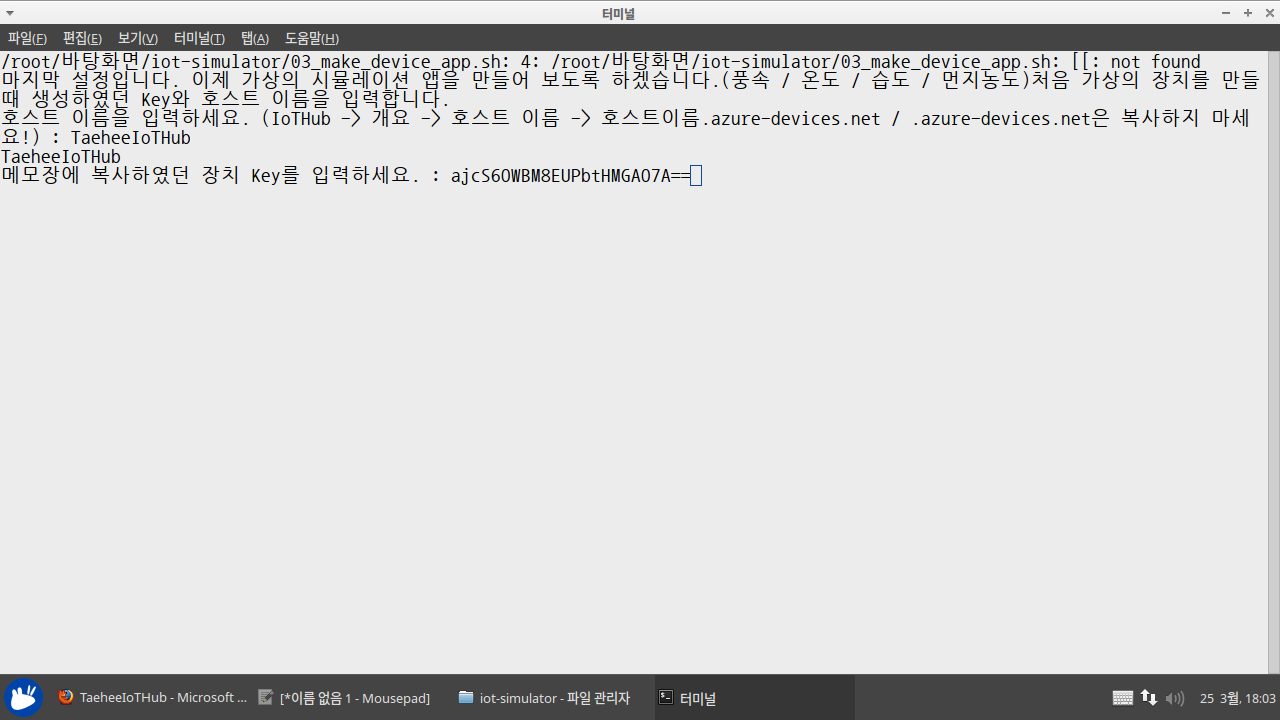 터미널
파일(F) 편집(E) 보기(V) 터미널(T) 탭(A) 도움말(H)
/root/바탕화면/iot-simulator/03_make_device_app.sh: 4: /root/바탕화면/iot-simulator/03_make_device_app.sh: [[: not found
마지막 설정입니다. 이제 가상의 시뮬레이션 앱을 만들어 보도록 하겠습니다.(풍속 / 온도 / 습도 / 먼지농도)처음 가상의 장치를 만들
때 생성하였던 Key와 호스트 이름을 입력합니다.
호스트 이름을 입력하세요. (IoTHub -> 개요 -> 호스트 이름 -> 호스트이름.azure-devices.net / .azure-devices.net은 복사하지 마세
요!) : TaeheeIoTHub
TaeheeIoTHub
메모장에 복사하였던 장치 Key를 입력하세요. : ajcS6OWBM8EUPbtHMGAO7A==
TaeheeIoTHub - Microsoft ... [*이름 없음 1 - Mousepad] iot-simulator - 파일 관리자 터미널 25 3월, 18:03